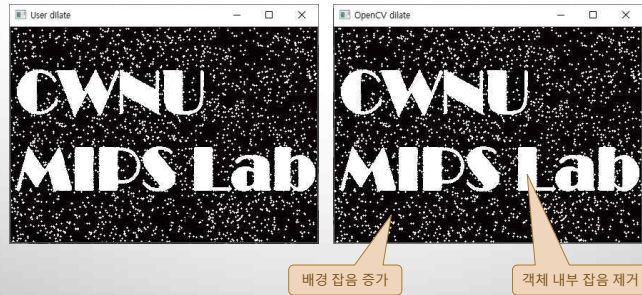 User dilate
OpenCV dilate
CWNU
MIPS Lab
CWNU
MIPS Lab
배경 잡음 증가
객체 내부 잡음 제거